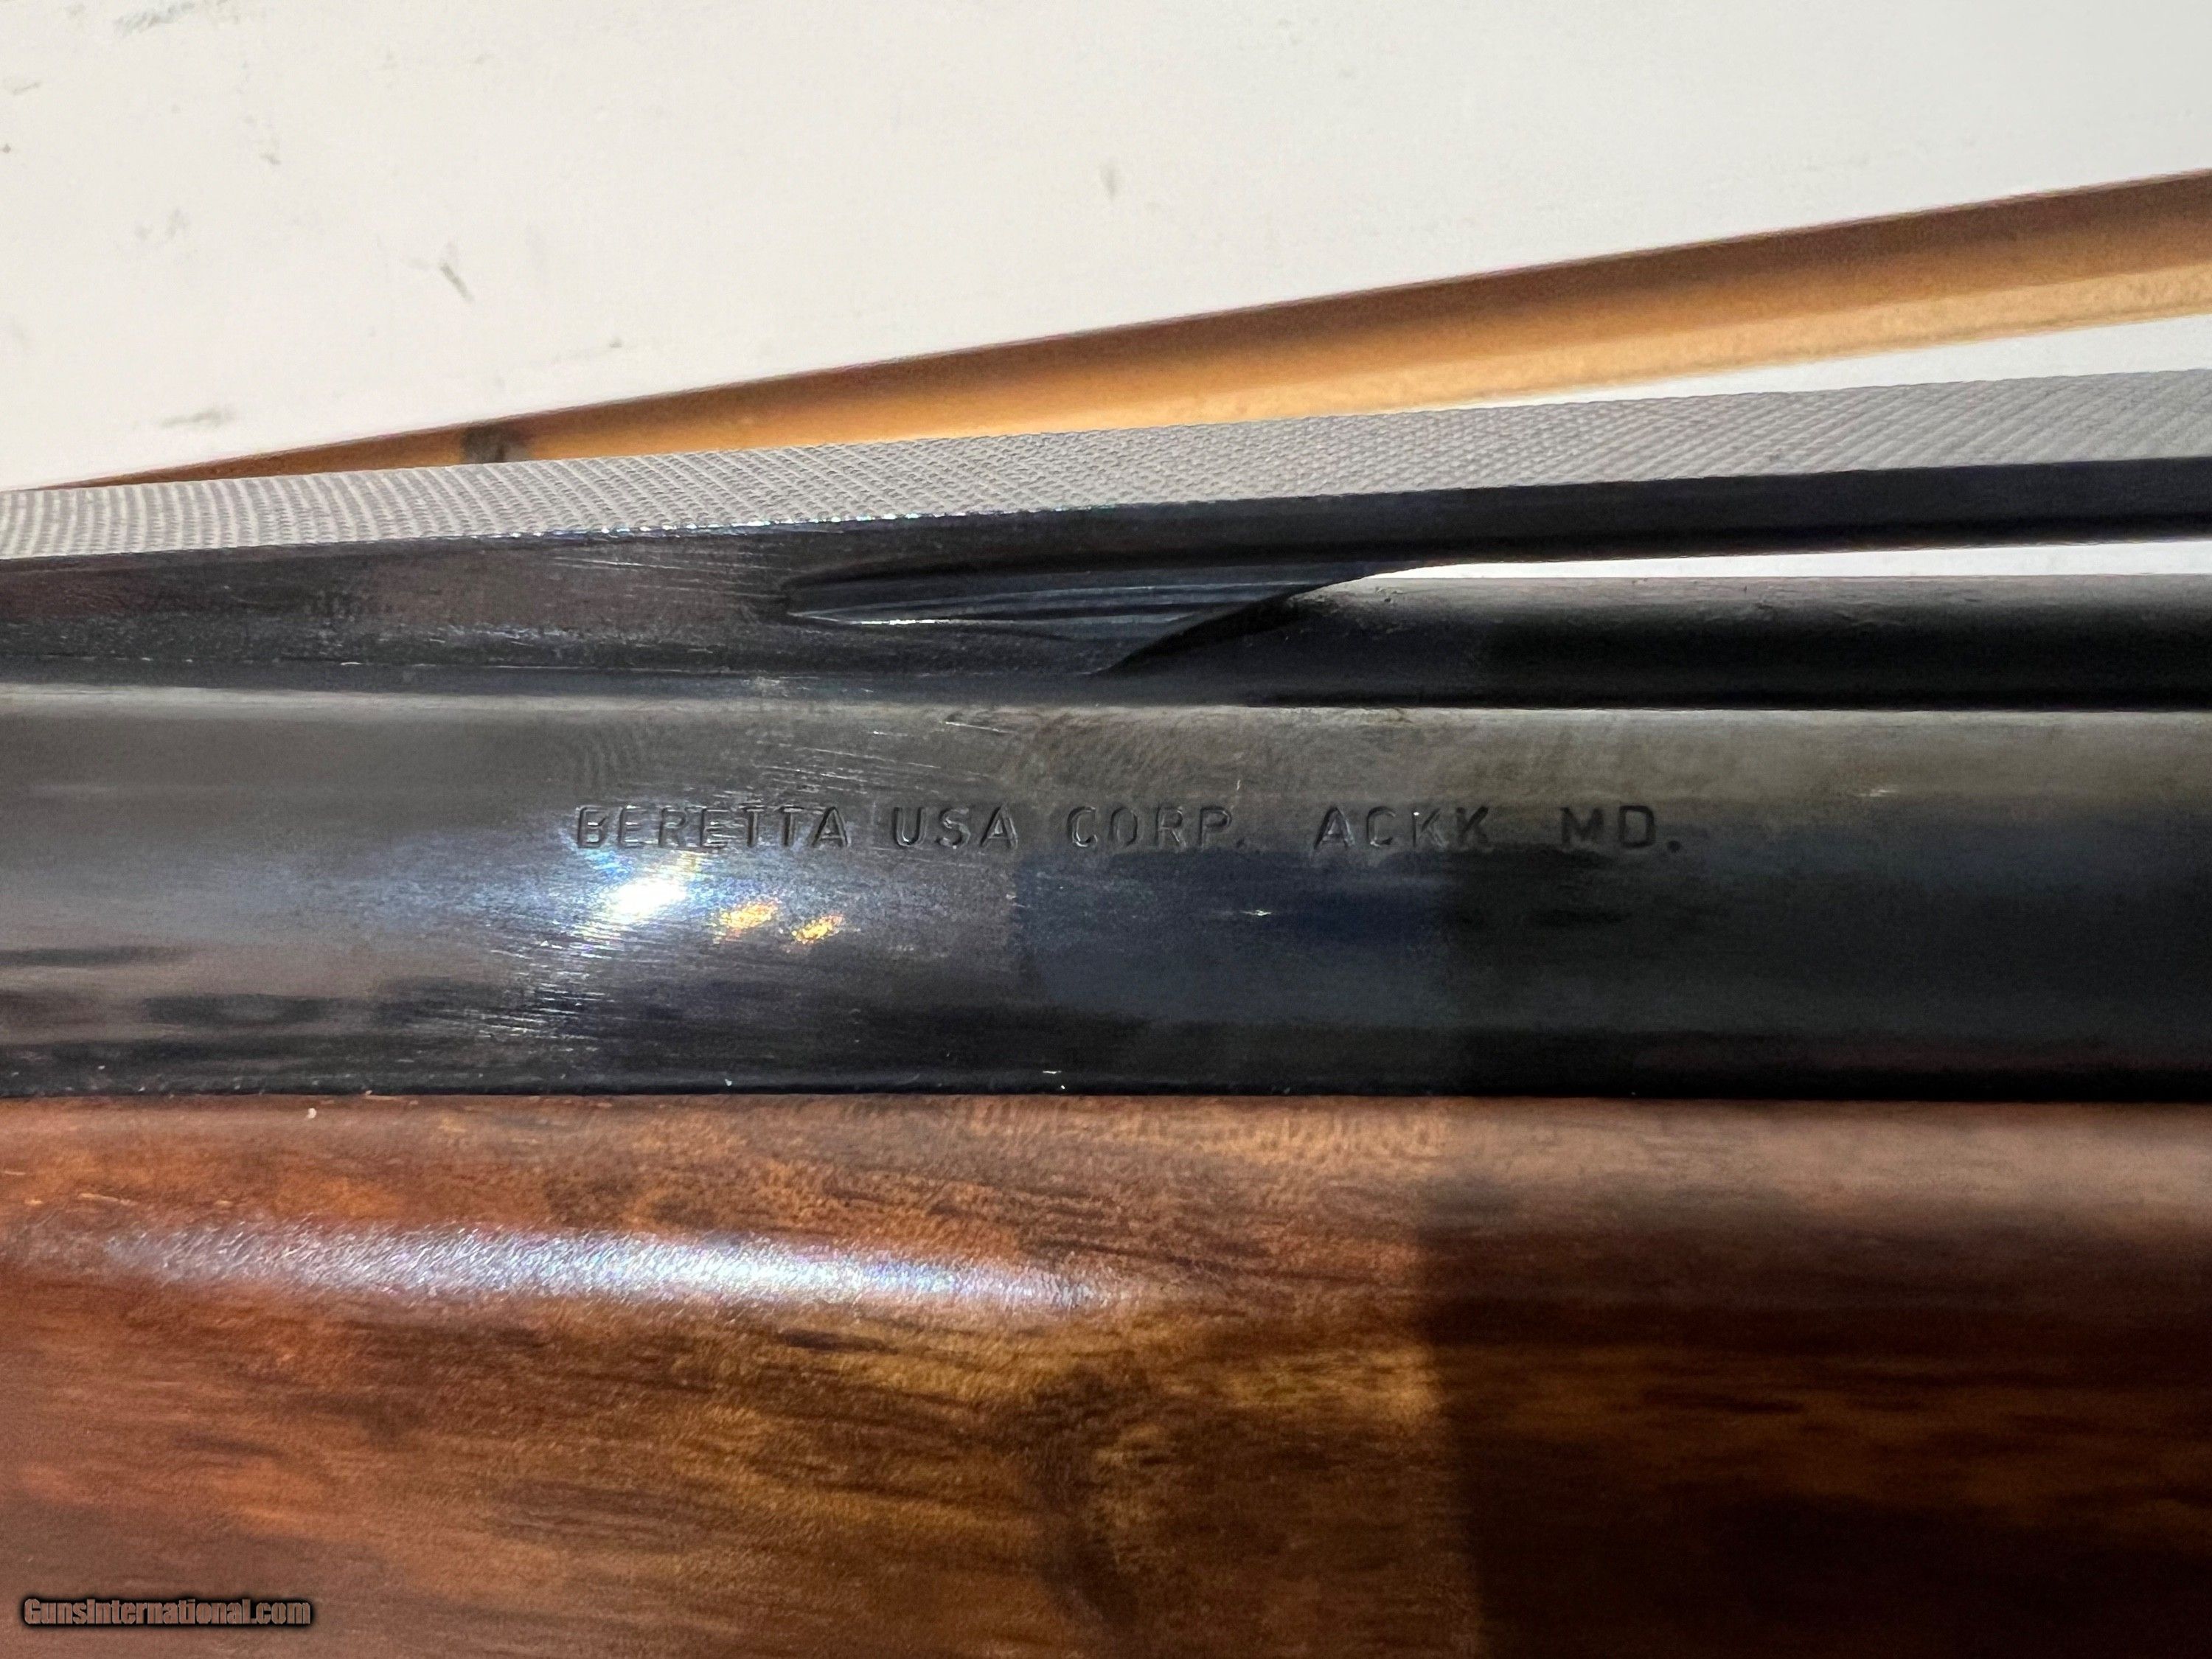 BERETTA USA CORP. ACKK MD.
GunsInternational.com